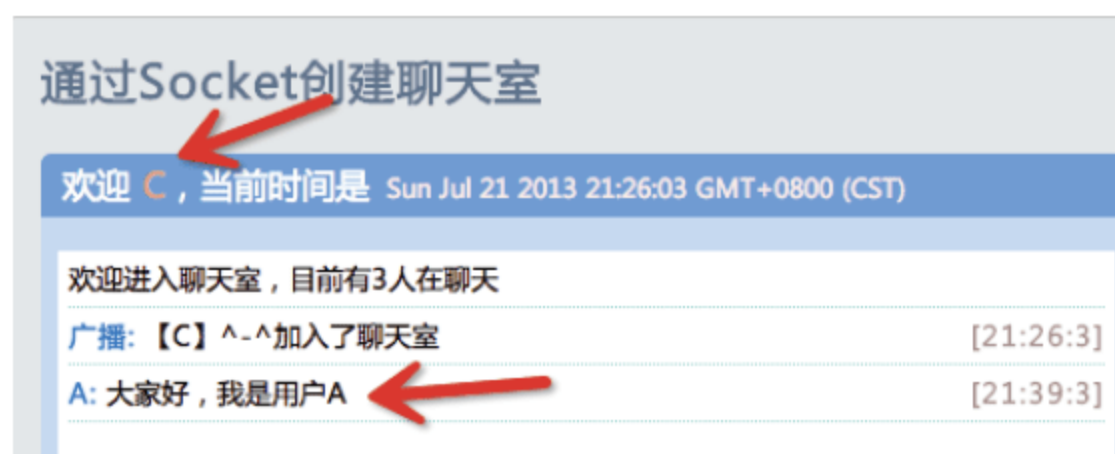 通过Socket创建聊天室
欢迎 C，当前时间是 Sun Jul 21 2013 21:26:03 GMT+0800 (CST)
欢迎进入聊天室，目前有3人在聊天
广播:【C】^-^加入了聊天室 [21:26:3]
A: 大家好，我是用户A [21:39:3]